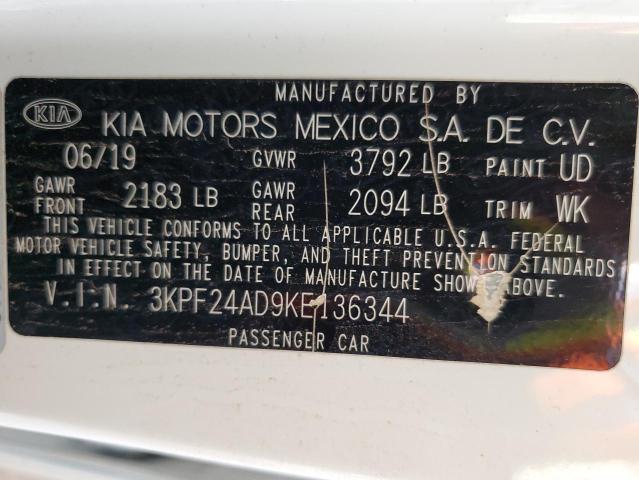 MANUFACTURED BY
KIA KIA MOTORS MEXICO S.A. DE C.V.
06/19 GVWR 3792 LB PAINT UD
GAWR FRONT 2183 LB GAWR REAR 2094 LB TRIM WK
THIS VEHICLE CONFORMS TO ALL APPLICABLE U.S.A. FEDERAL
MOTOR VEHICLE SAFETY, BUMPER, AND THEFT PREVENTION STANDARDS
IN EFFECT ON THE DATE OF MANUFACTURE SHOWN ABOVE.
V.I.N. 3KPF24AD9KE136344
PASSENGER CAR